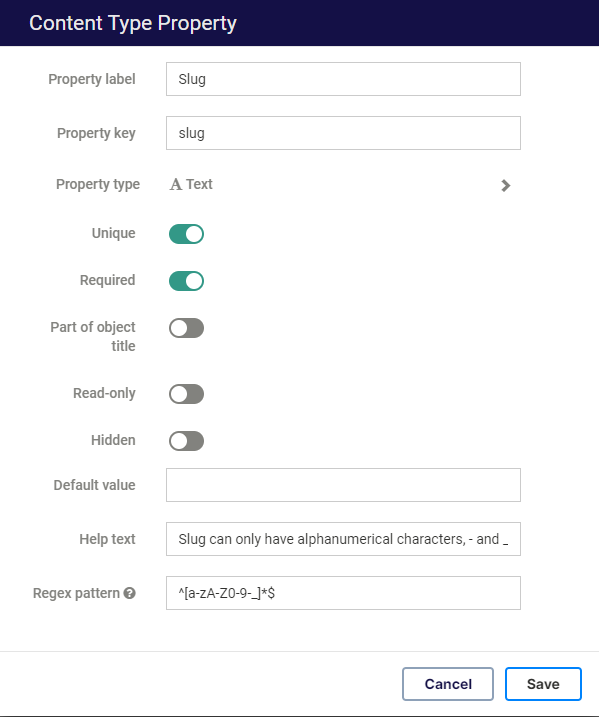 Content Type Property
Property label Slug
Property key slug
Property type A Text
Unique
Required
Part of object
title
Read-only
Hidden
Default value
Help text Slug can only have alphanumerical characters, - and _
Regex pattern ? ^[a-zA-Z0-9-_]*$
Cancel Save